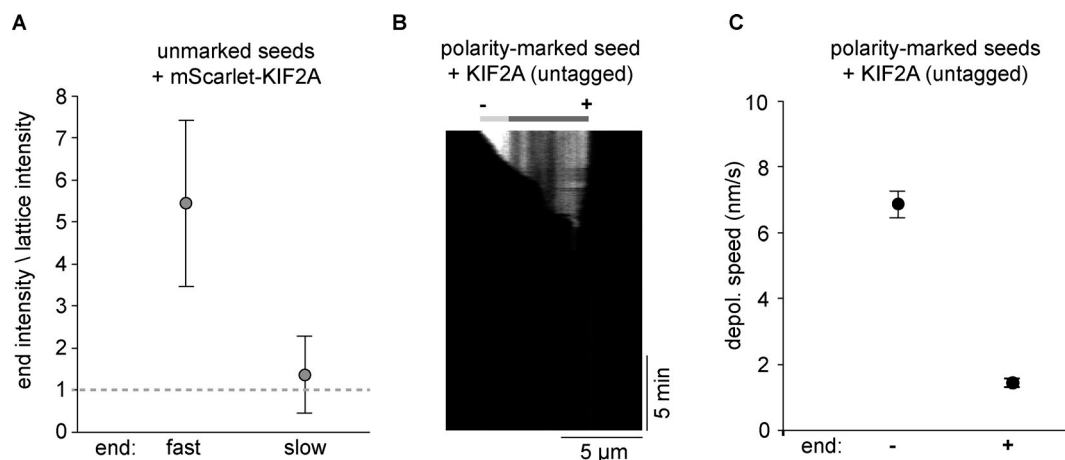 A
unmarked seeds
+ mScarlet-KIF2A
8
7
6
5
4
3
2
1
0
end intensity \ lattice intensity
end: fast slow
B
polarity-marked seed
+ KIF2A (untagged)
- +
5 min
5 µm
C
polarity-marked seeds
+ KIF2A (untagged)
10
8
6
4
2
0
depol. speed (nm/s)
end: - +